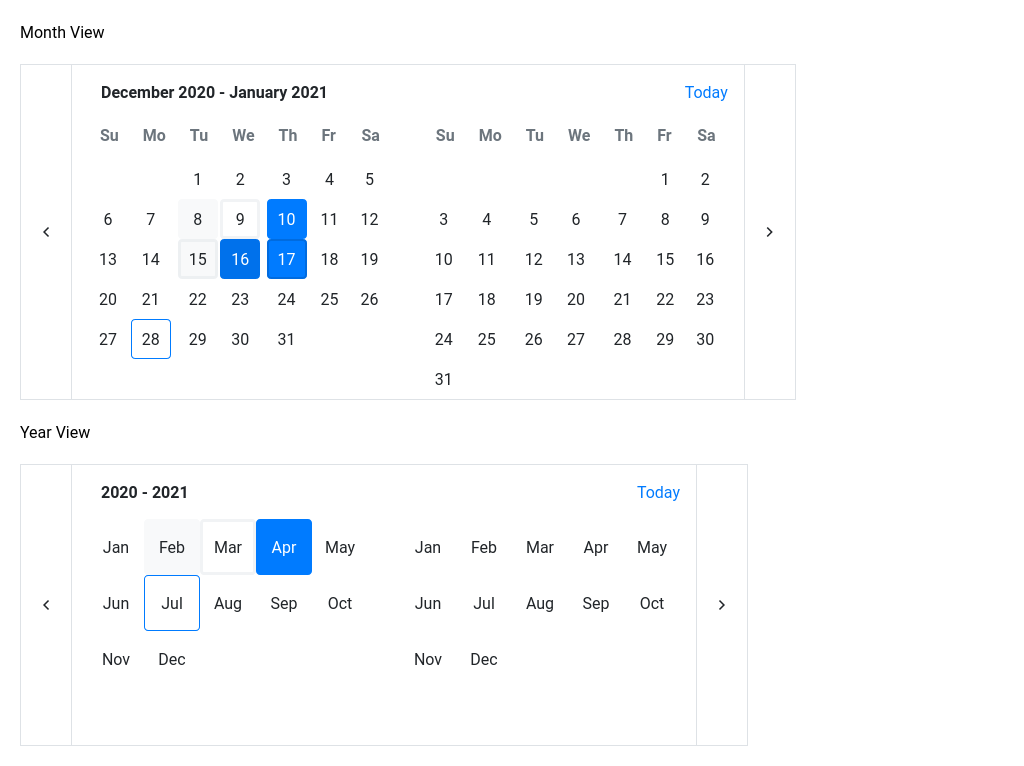 Month View
December 2020 - January 2021 Today
Su Mo Tu We Th Fr Sa Su Mo Tu We Th Fr Sa
1 2 3 4 5 1 2
6 7 8 9 10 11 12 3 4 5 6 7 8 9
13 14 15 16 17 18 19 10 11 12 13 14 15 16
20 21 22 23 24 25 26 17 18 19 20 21 22 23
27 28 29 30 31 24 25 26 27 28 29 30
31
Year View
2020 - 2021 Today
Jan Feb Mar Apr May Jan Feb Mar Apr May
Jun Jul Aug Sep Oct Jun Jul Aug Sep Oct
Nov Dec Nov Dec